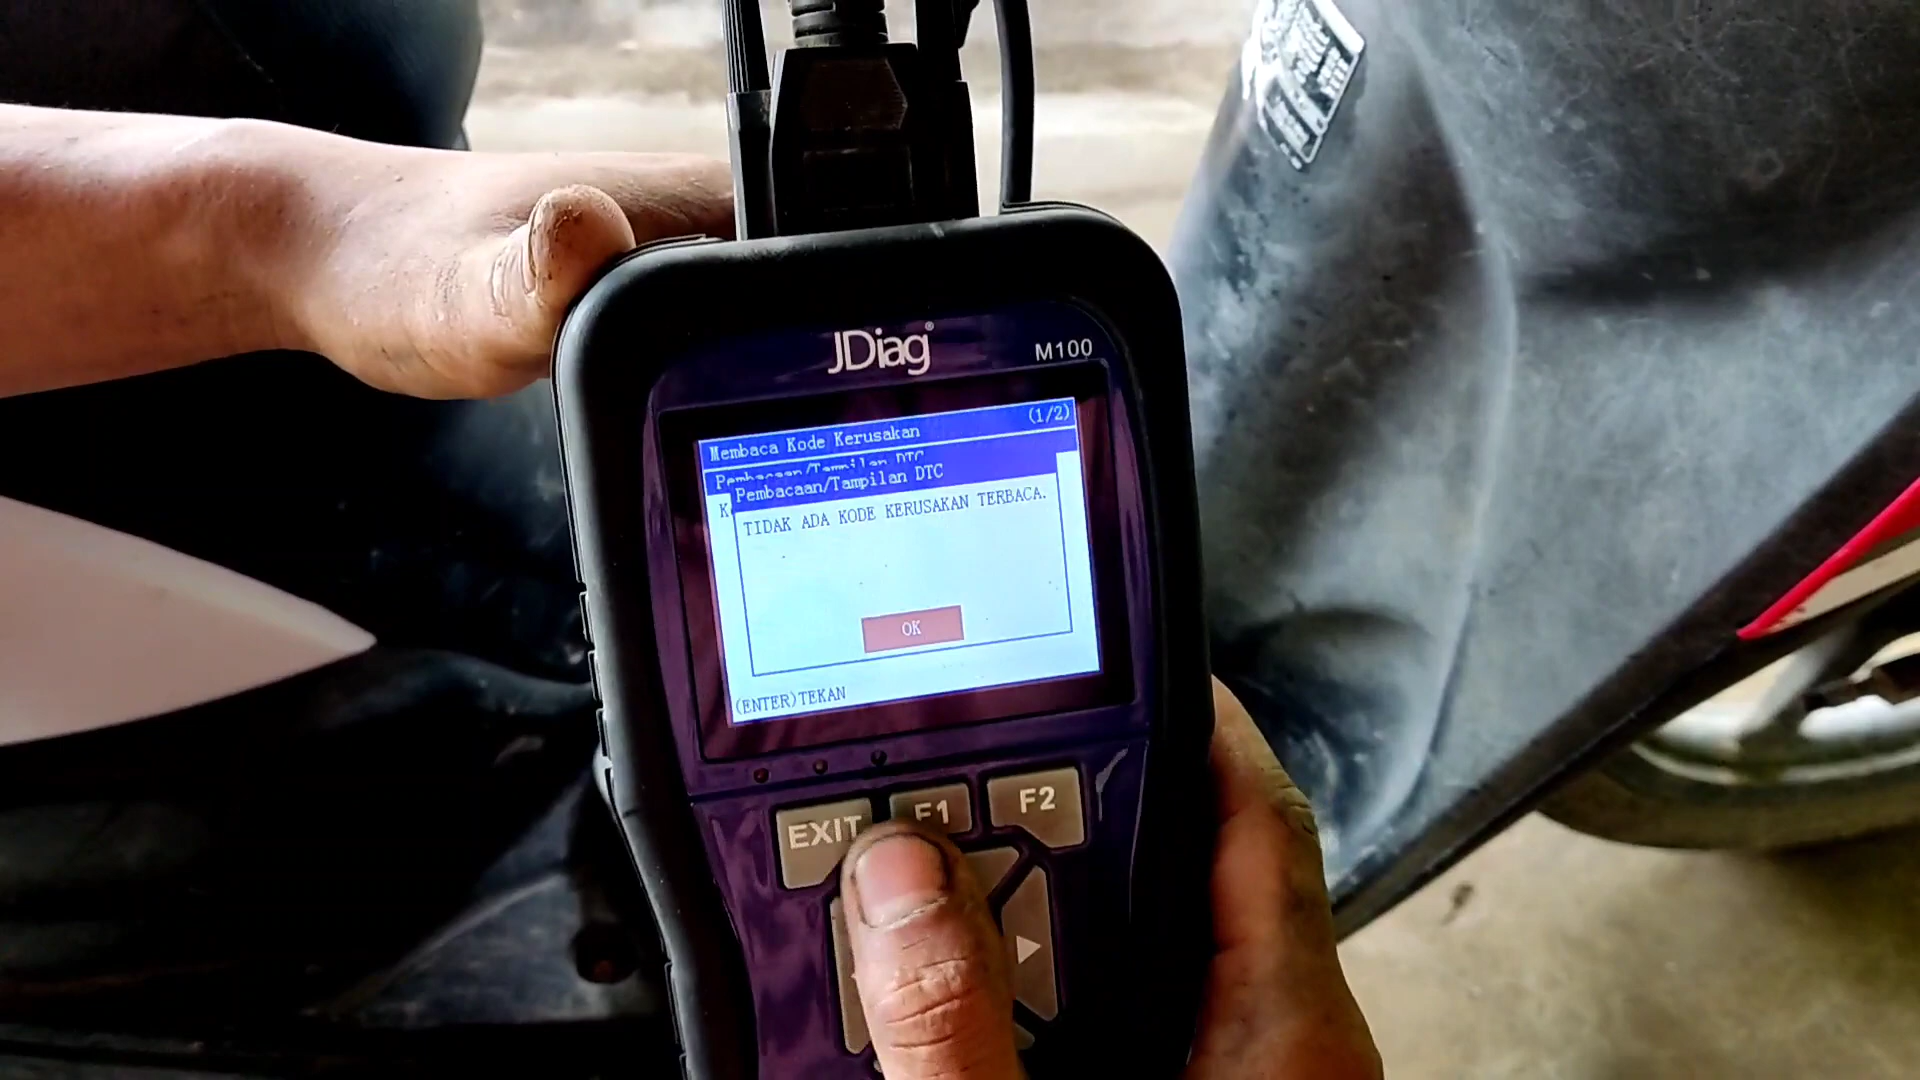 JDiag®
M100
Membaca Kode Kerusakan (1/2)
Pembacaan/Tampilan DTC
Pembacaan/Tampilan DTC
TIDAK ADA KODE KERUSAKAN TERBACA.
OK
(ENTER)TEKAN
EXIT F1 F2